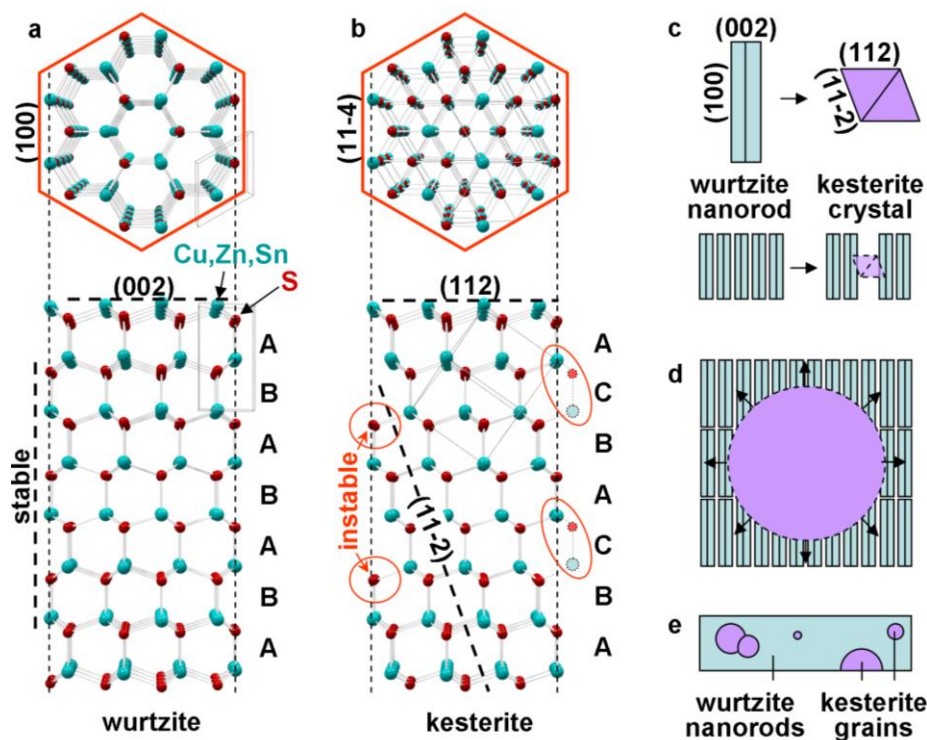 a
(100)
Cu,Zn,Sn
S
(002)
stable
A
B
A
B
A
B
A
wurtzite
b
(11-4)
(112)
instable
(11-2)
A
C
B
A
C
B
A
kesterite
c
(002)
(100)
(112)
(11-2)
wurtzite
nanorod
kesterite
crystal
d
e
wurtzite
nanorods
kesterite
grains